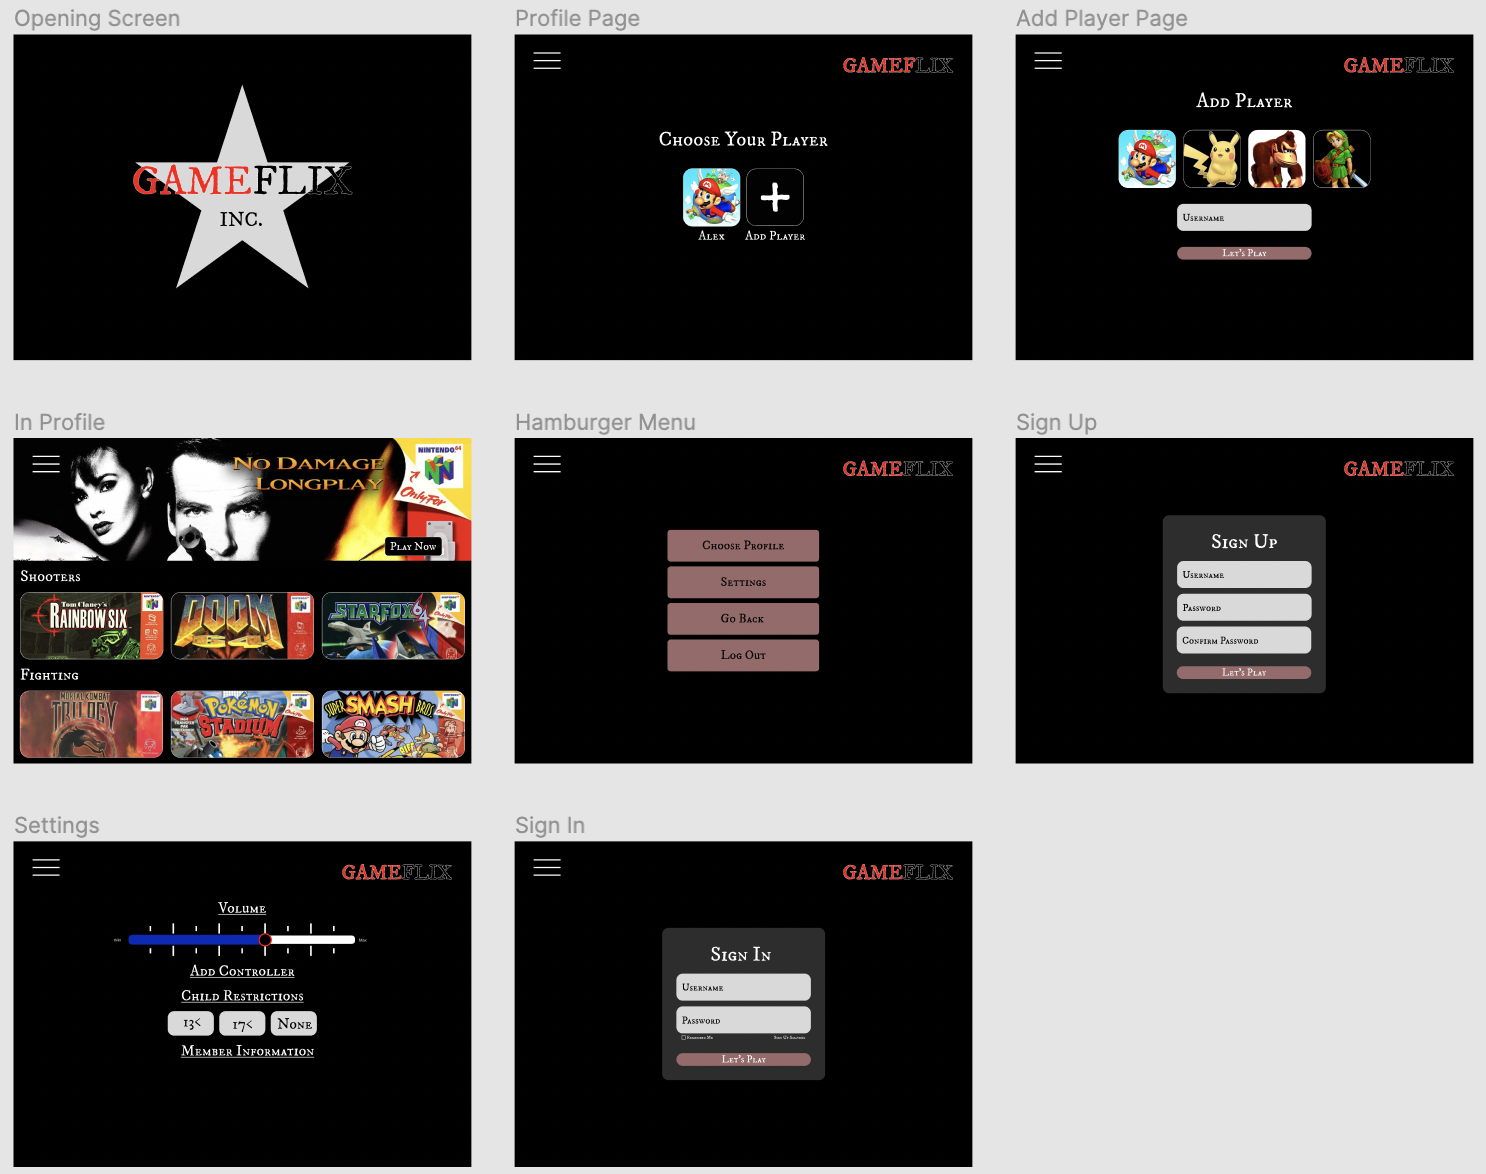 Opening Screen
GAMEFLIX
INC.
Profile Page
GAMEFLIX
Choose Your Player
Alex
Add Player
Add Player Page
GAMEFLIX
Add Player
Username
Let's Play
In Profile
No Damage
Longplay
NINTENDO 64
Only For
Play Now
Shooters
Tom Clancy's
RAINBOW SIX
DOOM
64
STARFOX 64
Fighting
MORTAL KOMBAT
TRILOGY
POKéMON
STADIUM
SUPER SMASH BROS.
Hamburger Menu
GAMEFLIX
Choose Profile
Settings
Go Back
Log Out
Sign Up
GAMEFLIX
Sign Up
Username
Password
Confirm Password
Let's Play
Settings
GAMEFLIX
Volume
Min
Max
Add Controller
Child Restrictions
13<
17<
None
Member Information
Sign In
GAMEFLIX
Sign In
Username
Password
Remember Me
Let's Play